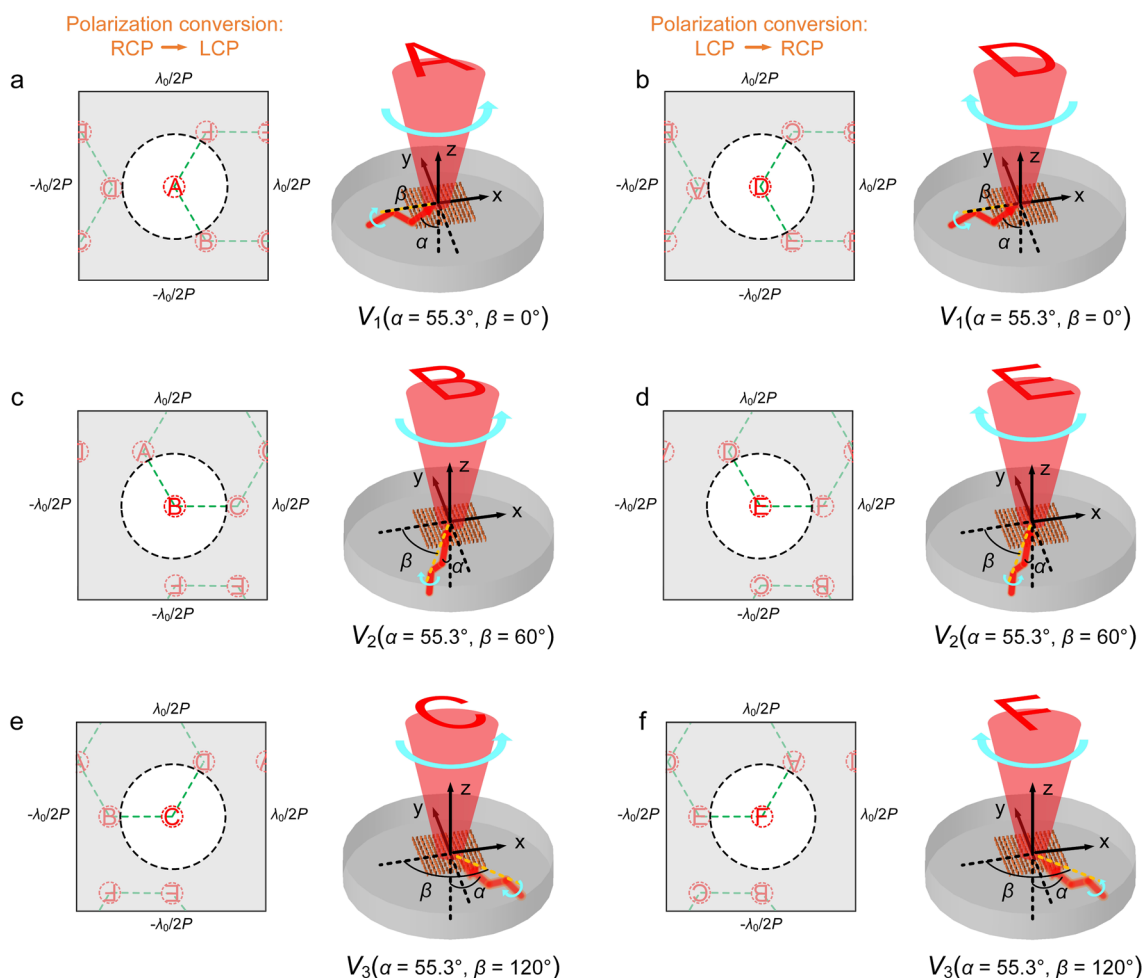 Polarization conversion:
RCP → LCP
Polarization conversion:
LCP → RCP
a
λ₀/2P
-λ₀/2P
λ₀/2P
-λ₀/2P
F
D
A
B
A
z
y
x
β
α
V₁(α = 55.3°, β = 0°)
b
λ₀/2P
-λ₀/2P
λ₀/2P
-λ₀/2P
C
A
D
E
D
z
y
x
β
α
V₁(α = 55.3°, β = 0°)
c
λ₀/2P
-λ₀/2P
λ₀/2P
-λ₀/2P
A
B
C
F
E
B
z
y
x
β
α
V₂(α = 55.3°, β = 60°)
d
λ₀/2P
-λ₀/2P
λ₀/2P
-λ₀/2P
D
E
F
C
B
E
z
y
x
β
α
V₂(α = 55.3°, β = 60°)
e
λ₀/2P
-λ₀/2P
λ₀/2P
-λ₀/2P
D
B
C
F
E
C
z
y
x
β
α
V₃(α = 55.3°, β = 120°)
f
λ₀/2P
-λ₀/2P
λ₀/2P
-λ₀/2P
A
E
F
C
B
F
z
y
x
β
α
V₃(α = 55.3°, β = 120°)